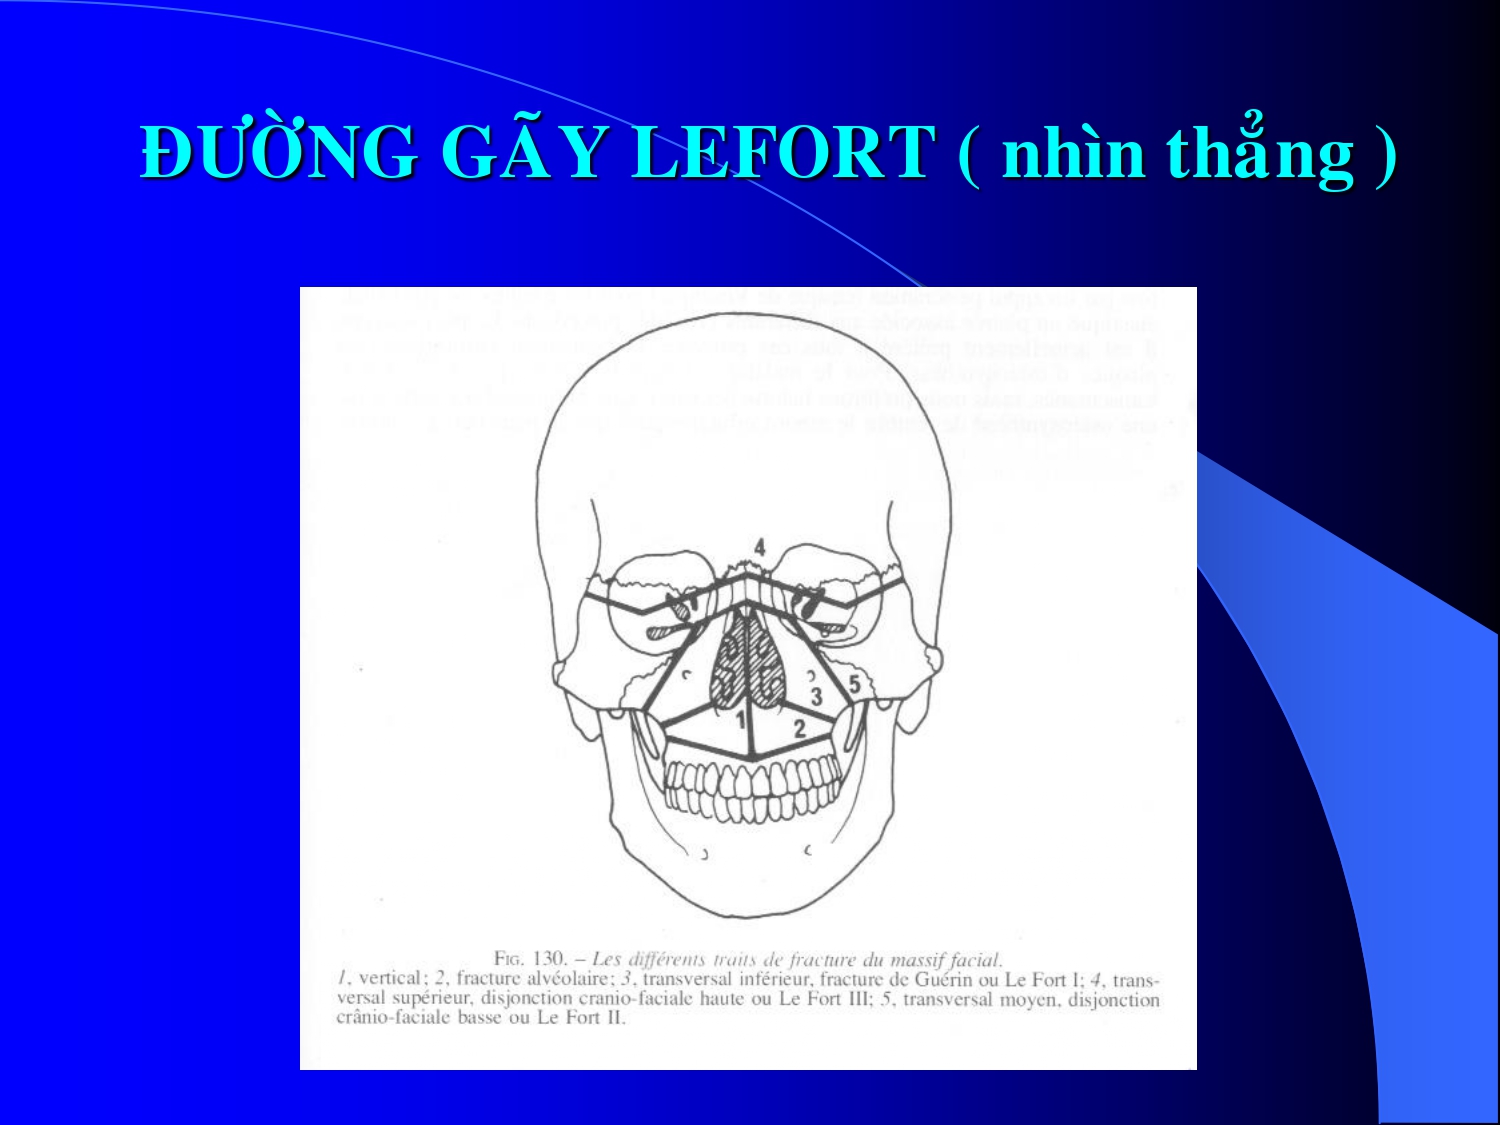 ĐƯỜNG GÃY LEFORT ( nhìn thẳng )
4
5
3
1
2
FIG. 130. – Les différents traits de fracture du massif facial.
1, vertical; 2, fracture alvéolaire; 3, transversal inférieur, fracture de Guérin ou Le Fort I; 4, trans-
versal supérieur, disjonction cranio-faciale haute ou Le Fort III; 5, transversal moyen, disjonction
crânio-faciale basse ou Le Fort II.